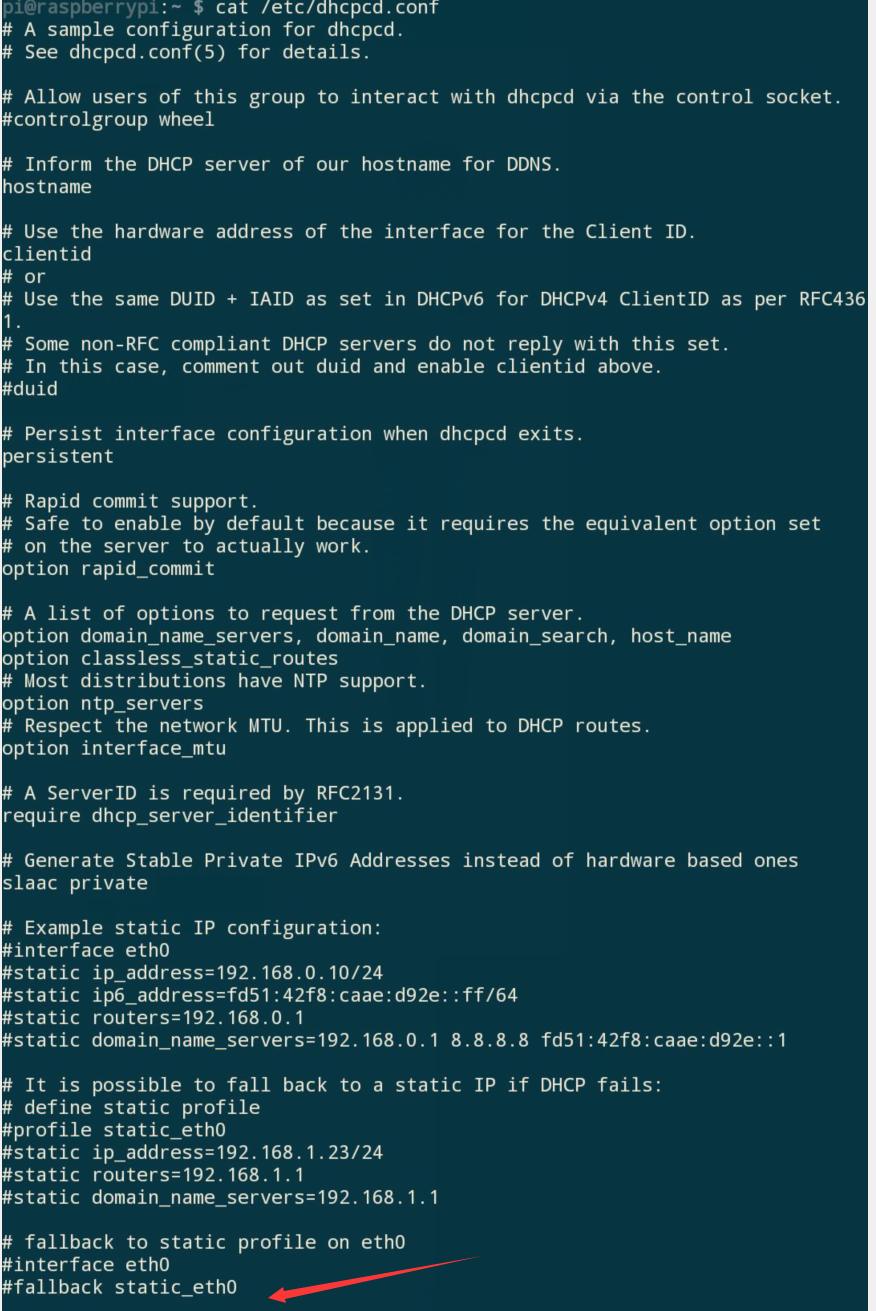 pi@raspberrypi:~ $ cat /etc/dhcpcd.conf
# A sample configuration for dhcpcd.
# See dhcpcd.conf(5) for details.

# Allow users of this group to interact with dhcpcd via the control socket.
#controlgroup wheel

# Inform the DHCP server of our hostname for DDNS.
hostname

# Use the hardware address of the interface for the Client ID.
clientid
# or
# Use the same DUID + IAID as set in DHCPv6 for DHCPv4 ClientID as per RFC436
1.
# Some non-RFC compliant DHCP servers do not reply with this set.
# In this case, comment out duid and enable clientid above.
#duid

# Persist interface configuration when dhcpcd exits.
persistent

# Rapid commit support.
# Safe to enable by default because it requires the equivalent option set
# on the server to actually work.
option rapid_commit

# A list of options to request from the DHCP server.
option domain_name_servers, domain_name, domain_search, host_name
option classless_static_routes
# Most distributions have NTP support.
option ntp_servers
# Respect the network MTU. This is applied to DHCP routes.
option interface_mtu

# A ServerID is required by RFC2131.
require dhcp_server_identifier

# Generate Stable Private IPv6 Addresses instead of hardware based ones
slaac private

# Example static IP configuration:
#interface eth0
#static ip_address=192.168.0.10/24
#static ip6_address=fd51:42f8:caae:d92e::ff/64
#static routers=192.168.0.1
#static domain_name_servers=192.168.0.1 8.8.8.8 fd51:42f8:caae:d92e::1

# It is possible to fall back to a static IP if DHCP fails:
# define static profile
#profile static_eth0
#static ip_address=192.168.1.23/24
#static routers=192.168.1.1
#static domain_name_servers=192.168.1.1

# fallback to static profile on eth0
#interface eth0
#fallback static_eth0